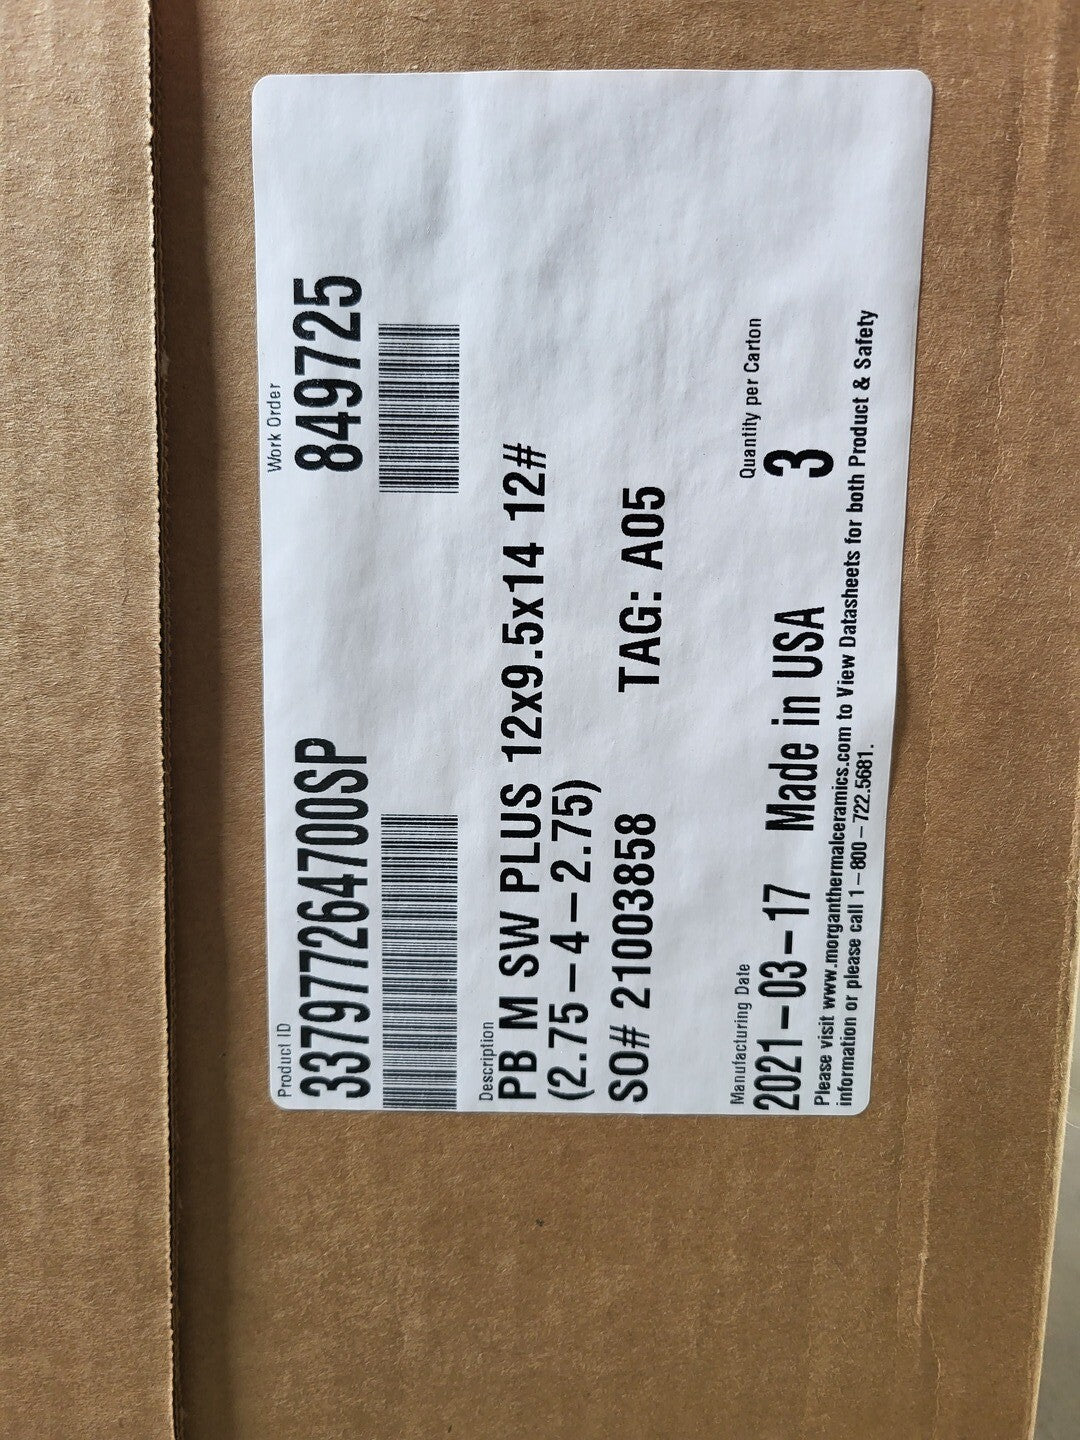 Product ID
337977264700SP
Work Order
849725
Description
PB M SW PLUS 12x9.5x14 12#
(2.75-4-2.75)
SO# 21003858 TAG: A05
Manufacturing Date
2021-03-17 Made in USA
Quantity per Carton
3
Please visit www.morganthermalceramics.com to View Datasheets for both Product & Safety
information or please call 1-800-722.5681.